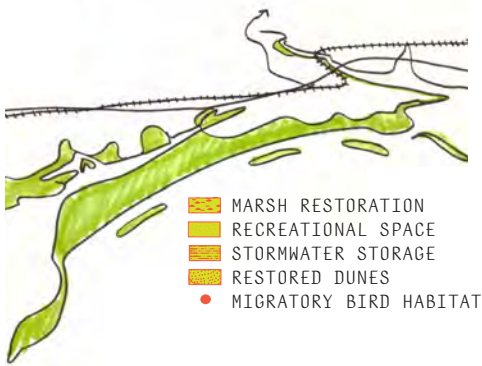 MARSH RESTORATION
RECREATIONAL SPACE
STORMWATER STORAGE
RESTORED DUNES
MIGRATORY BIRD HABITAT